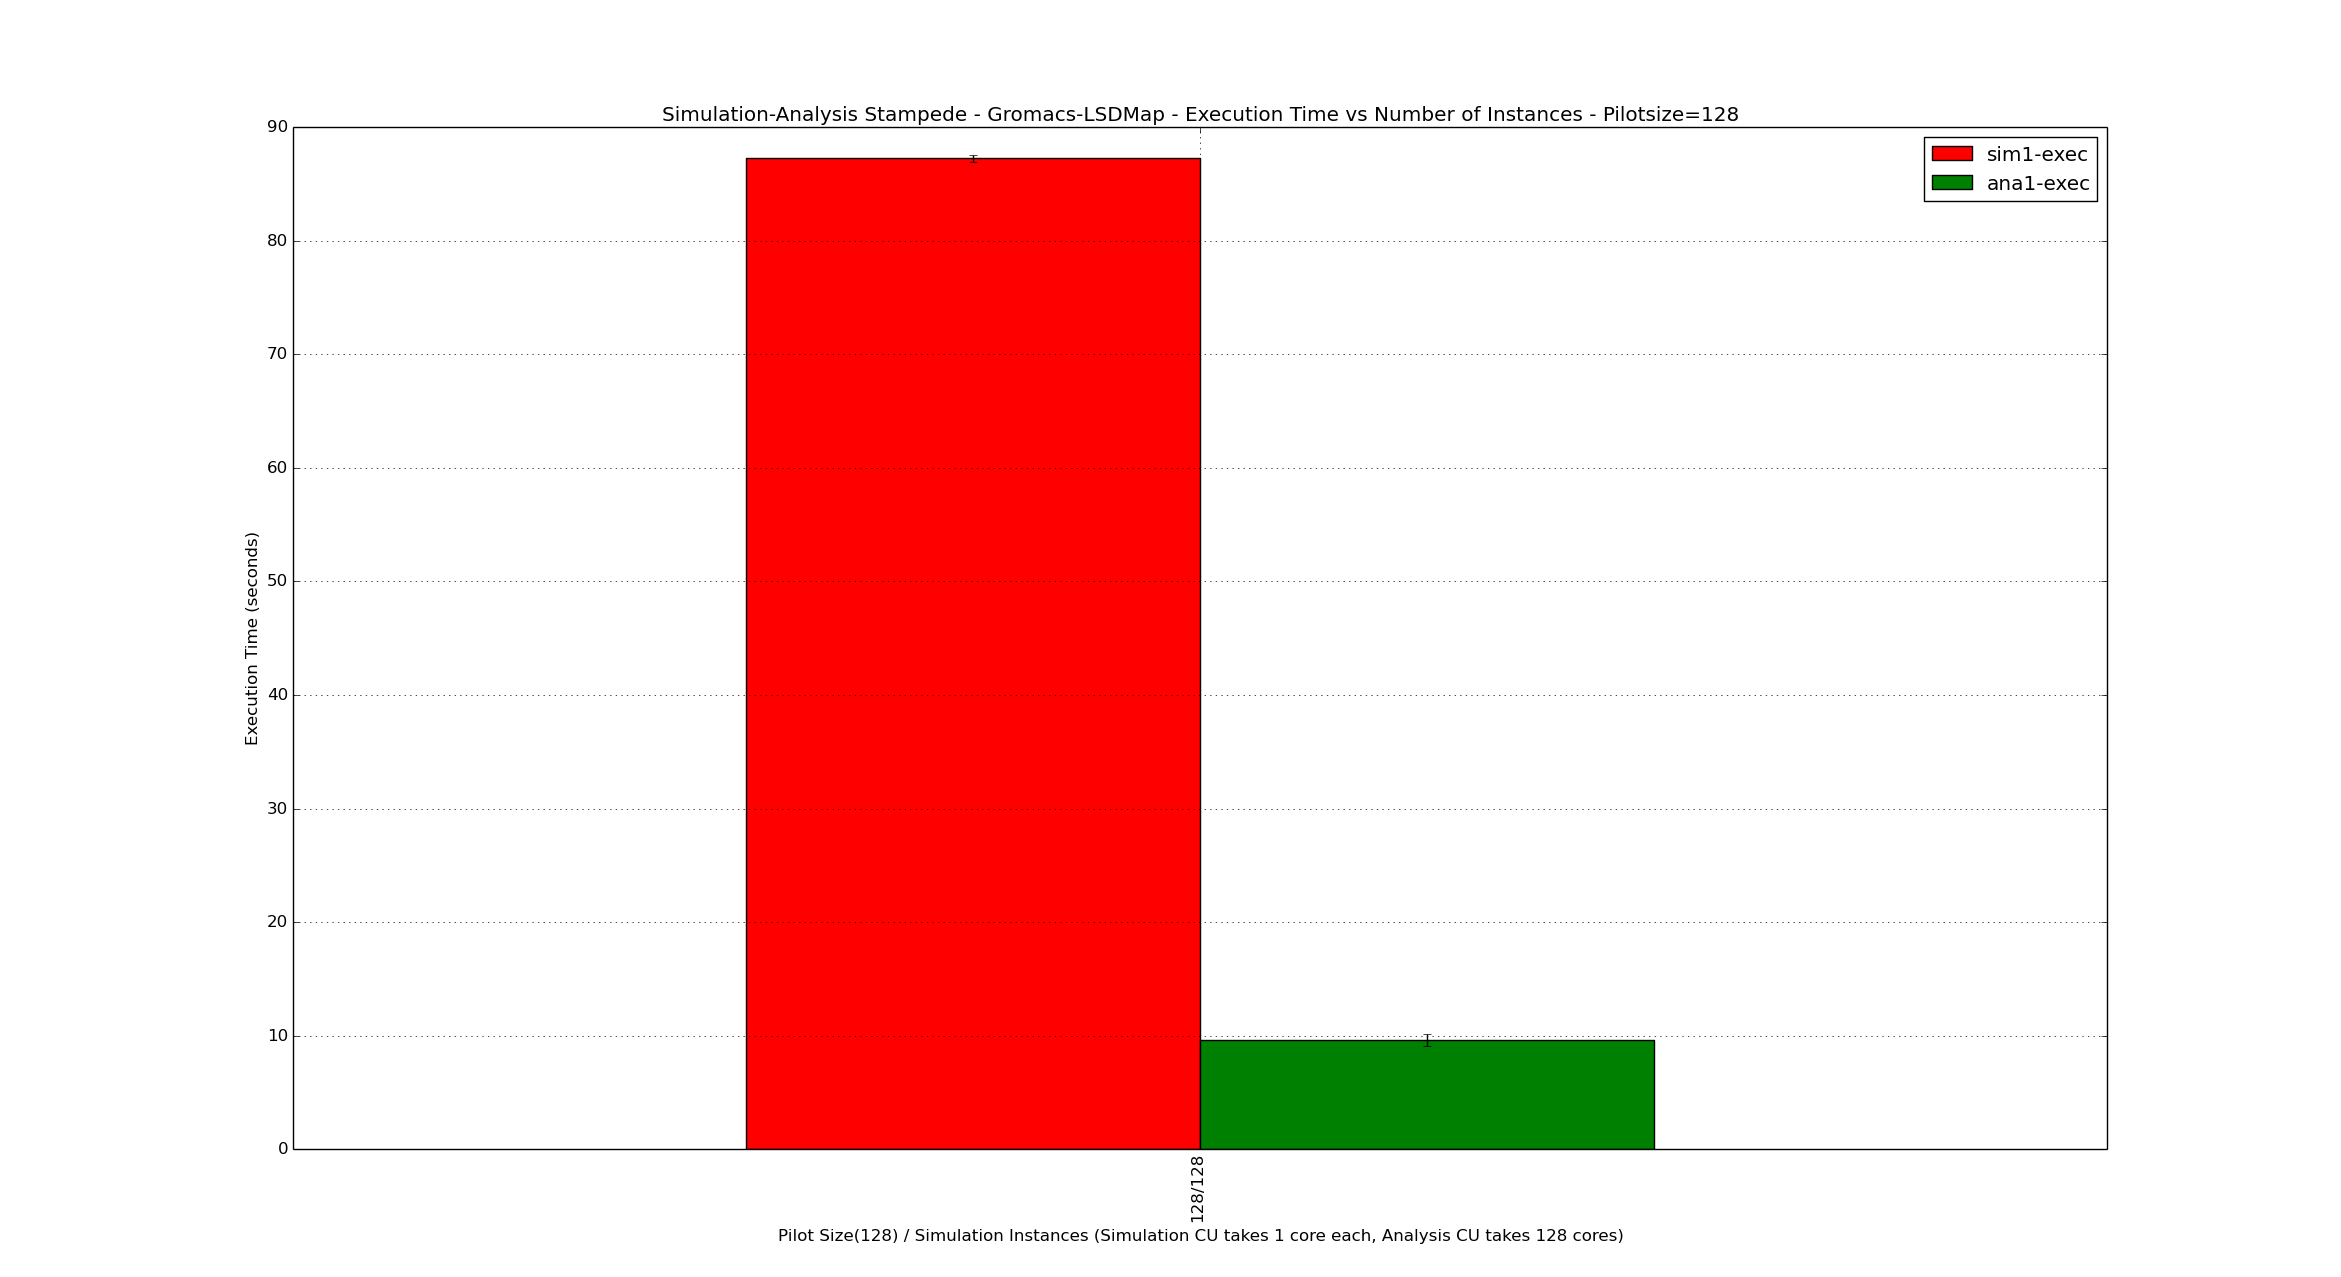 Simulation-Analysis Stampede - Gromacs-LSDMap - Execution Time vs Number of Instances - Pilotsize=128
90
80
70
60
50
40
30
20
10
0
Execution Time (seconds)
sim1-exec
ana1-exec
128/128
Pilot Size(128) / Simulation Instances (Simulation CU takes 1 core each, Analysis CU takes 128 cores)